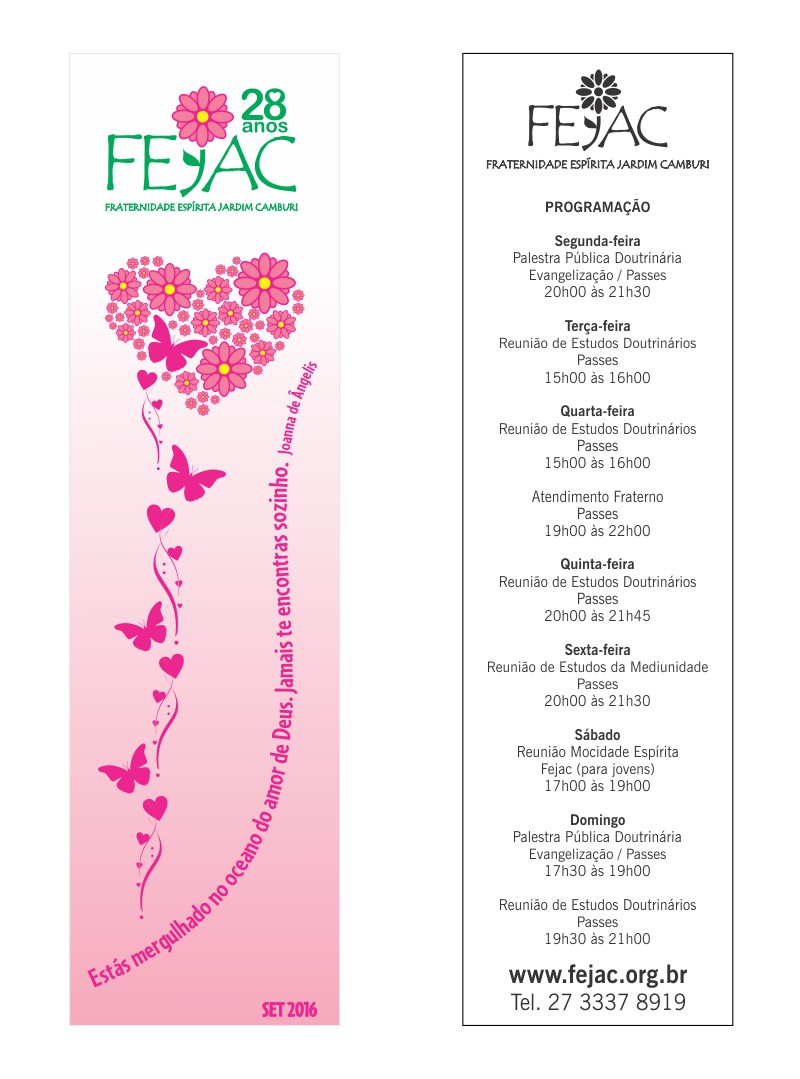 28
anos
FEJAC
FRATERNIDADE ESPÍRITA JARDIM CAMBURI
Estás mergulhado no oceano do amor de Deus. Jamais te encontras sozinho. Joanna de Ângelis
SET 2016
FEJAC
FRATERNIDADE ESPÍRITA JARDIM CAMBURI
PROGRAMAÇÃO
Segunda-feira
Palestra Pública Doutrinária
Evangelização / Passes
20h00 às 21h30
Terça-feira
Reunião de Estudos Doutrinários
Passes
15h00 às 16h00
Quarta-feira
Reunião de Estudos Doutrinários
Passes
15h00 às 16h00
Atendimento Fraterno
Passes
19h00 às 22h00
Quinta-feira
Reunião de Estudos Doutrinários
Passes
20h00 às 21h45
Sexta-feira
Reunião de Estudos da Mediunidade
Passes
20h00 às 21h30
Sábado
Reunião Mocidade Espírita
Fejac (para jovens)
17h00 às 19h00
Domingo
Palestra Pública Doutrinária
Evangelização / Passes
17h30 às 19h00
Reunião de Estudos Doutrinários
Passes
19h30 às 21h00
www.fejac.org.br
Tel. 27 3337 8919